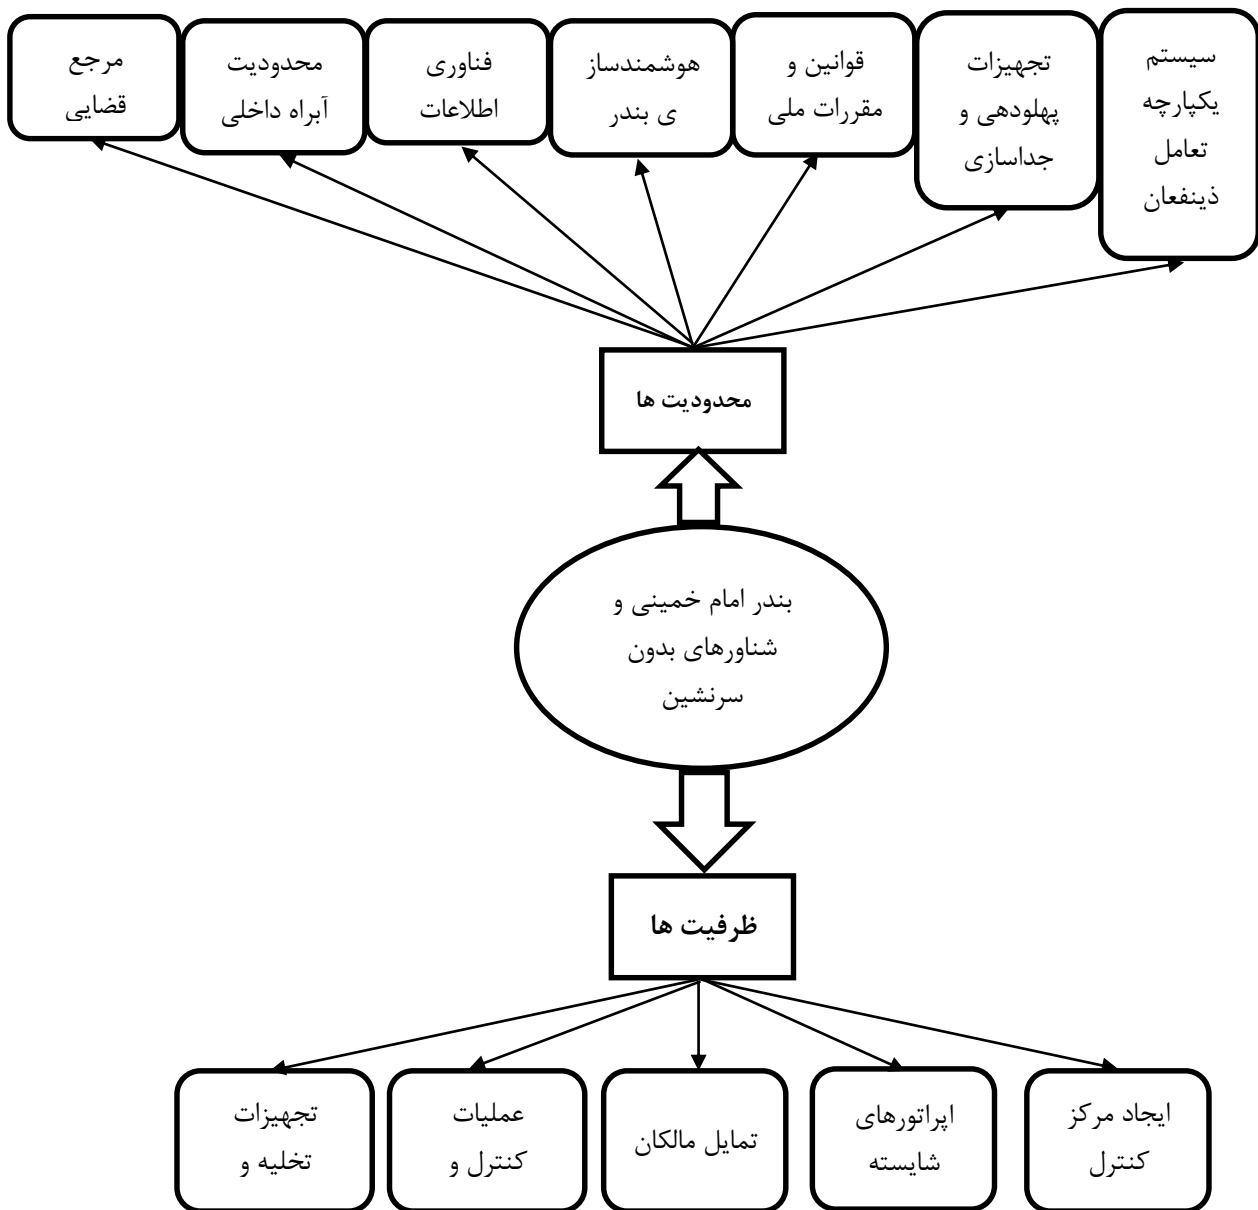 سیستم
یکپارچه
تعامل
ذینفعان
تجهیزات
پهلودهی و
جداسازی
قوانین و
مقررات ملی
هوشمندساز
ی بندر
فناوری
اطلاعات
محدودیت
آبراه داخلی
مرجع
قضایی
محدودیت ها
بندر امام خمینی و
شناورهای بدون
سرنشین
ظرفیت ها
ایجاد مرکز
کنترل
اپراتورهای
شایسته
تمایل مالکان
عملیات
کنترل و
تجهیزات
تخلیه و